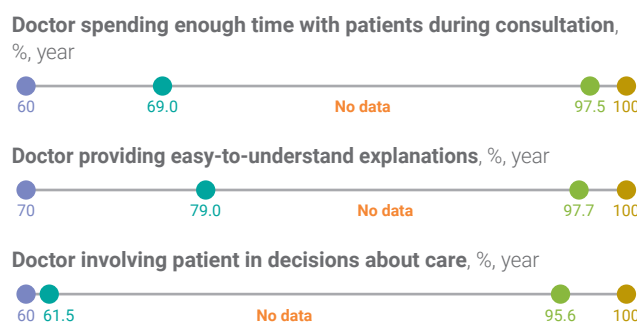 Doctor spending enough time with patients during consultation,
%, year
60 69.0 No data 97.5 100
Doctor providing easy-to-understand explanations, %, year
70 79.0 No data 97.7 100
Doctor involving patient in decisions about care, %, year
60 61.5 No data 95.6 100